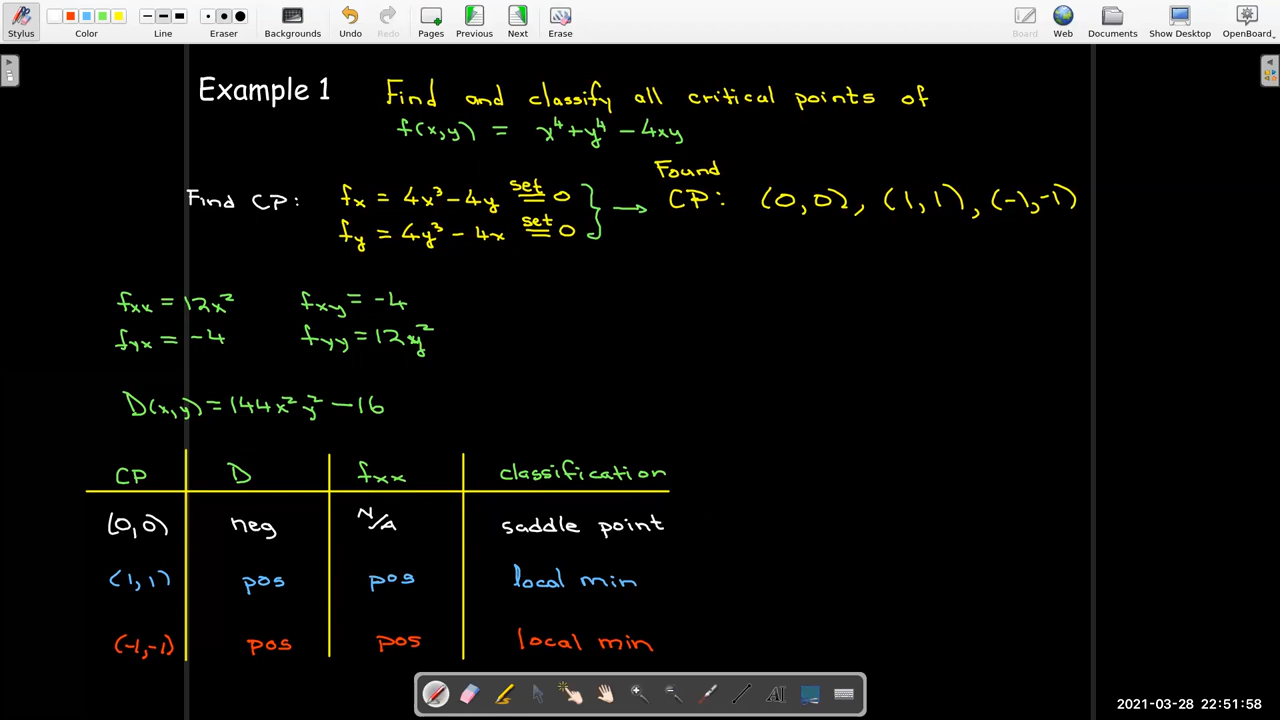 Stylus Color Line Eraser Backgrounds Undo Redo Pages Previous Next Erase Board Web Documents Show Desktop OpenBoard
Example 1 Find and classify all critical points of
f(x,y) = x⁴+y⁴ −4xy
Found
Find CP: fx = 4x³−4y set = 0 → CP: (0,0), (1,1), (-1,-1)
fy = 4y³ − 4x set = 0
fxx = 12x² fxy = −4
fyx = −4 fyy = 12y²
D(x,y) = 144x²y² −16
CP D fxx classification
(0,0) neg N/A saddle point
(1,1) pos pos local min
(-1,-1) pos pos local min
2021-03-28 22:51:58